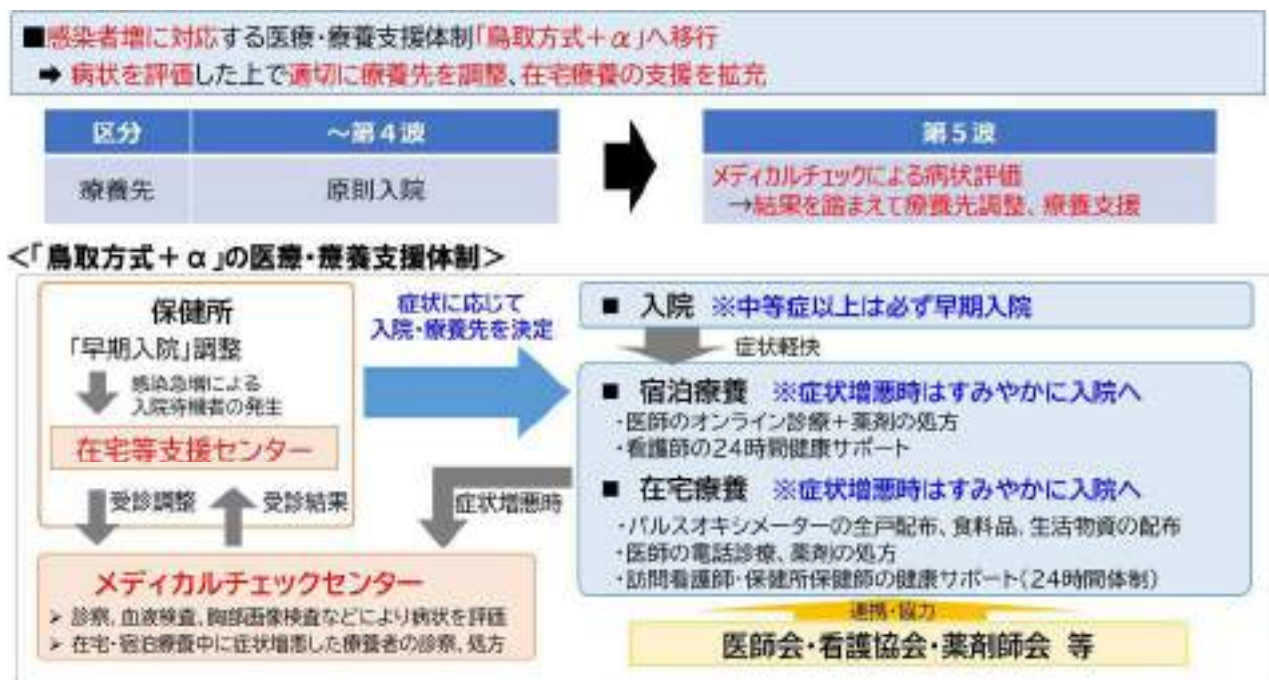 ■感染者増に対応する医療・療養支援体制「鳥取方式+α」へ移行
➡ 病状を評価した上で適切に療養先を調整、在宅療養の支援を拡充
区分
～第4波
第5波
療養先
原則入院
メディカルチェックによる病状評価
→結果を踏まえて療養先調整、療養支援
<「鳥取方式+α」の医療・療養支援体制>
保健所
「早期入院」調整
感染急増による
入院待機者の発生
在宅等支援センター
受診調整
受診結果
症状に応じて
入院・療養先を決定
症状増悪時
メディカルチェックセンター
➢ 診察、血液検査、胸部画像検査などにより病状を評価
➢ 在宅・宿泊療養中に症状増悪した療養者の診察、処方
■ 入院 ※中等症以上は必ず早期入院
症状軽快
■ 宿泊療養 ※症状増悪時はすみやかに入院へ
・医師のオンライン診療+薬剤の処方
・看護師の24時間健康サポート
■ 在宅療養 ※症状増悪時はすみやかに入院へ
・パルスオキシメーターの全戸配布、食料品、生活物資の配布
・医師の電話診療、薬剤の処方
・訪問看護師・保健所保健師の健康サポート(24時間体制)
連携・協力
医師会・看護協会・薬剤師会 等